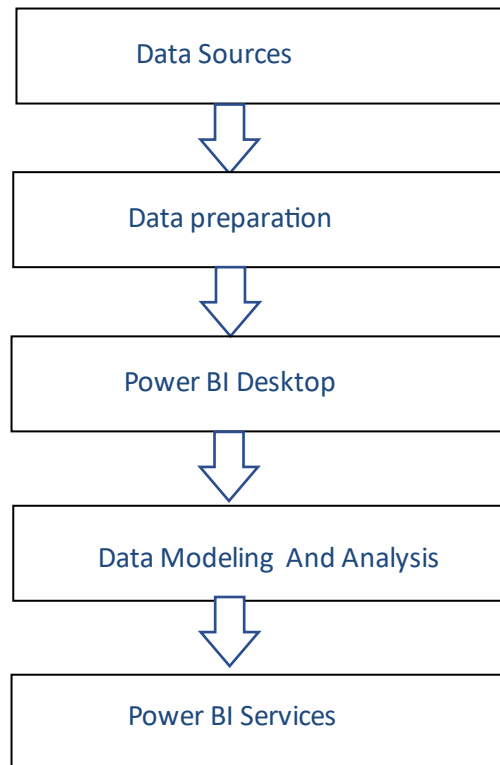 Data Sources
Data preparation
Power BI Desktop
Data Modeling  And Analysis
Power BI Services